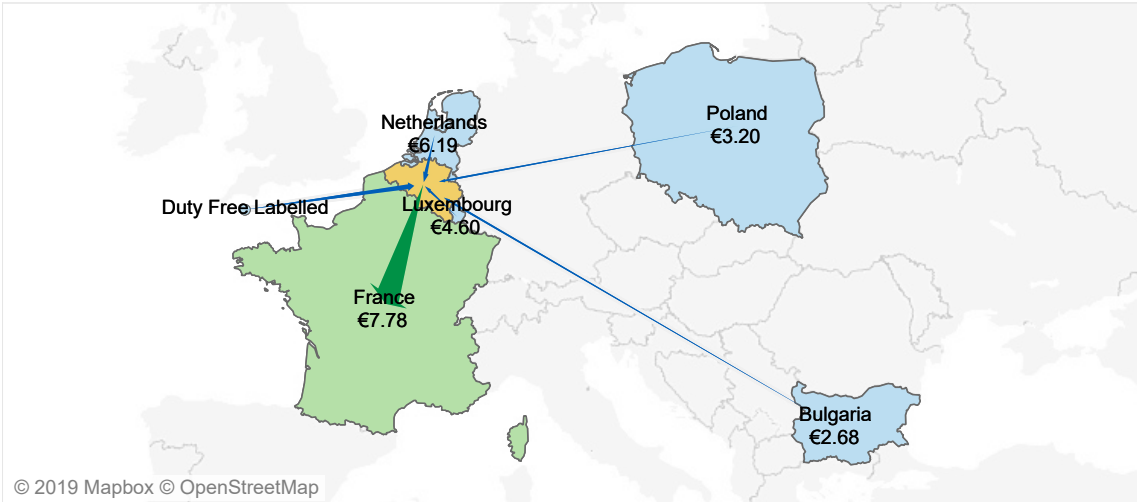 Netherlands
€6.19
Poland
€3.20
Duty Free Labelled
Luxembourg
€4.60
France
€7.78
Bulgaria
€2.68
© 2019 Mapbox © OpenStreetMap